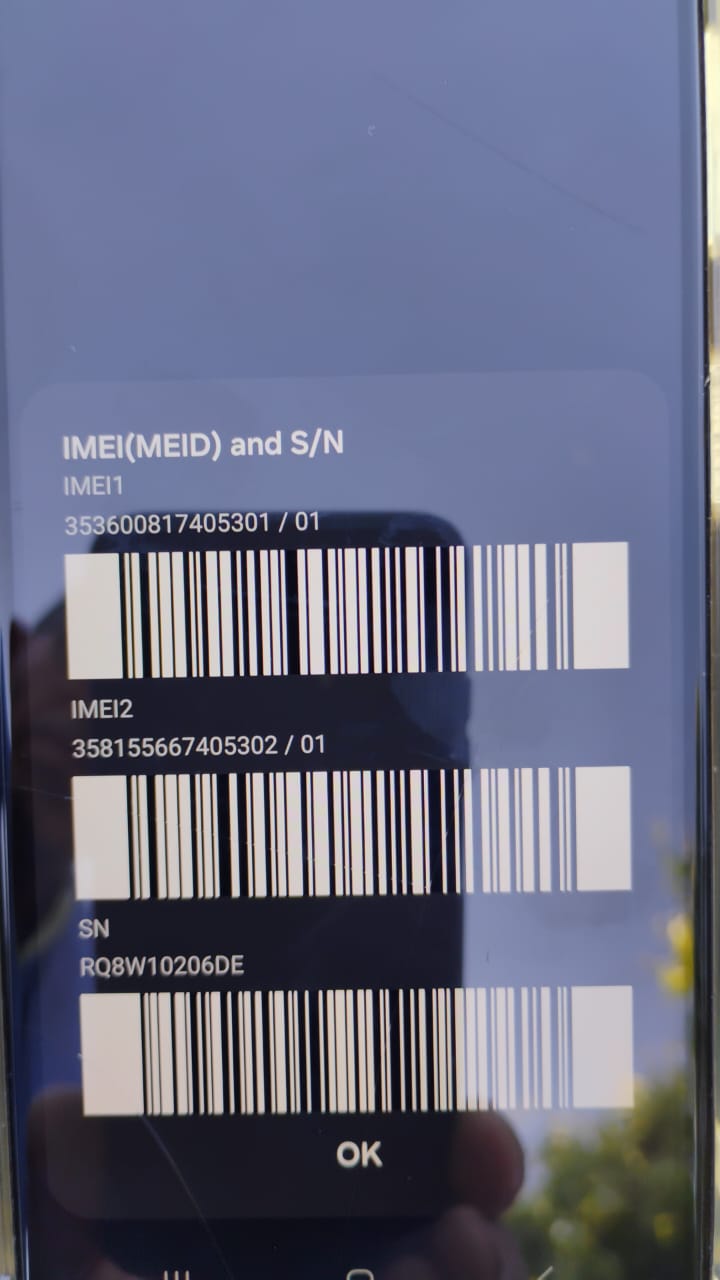 IMEI(MEID) and S/N
IMEI1
353600817405301 / 01
IMEI2
358155667405302 / 01
SN
RQ8W10206DE
OK